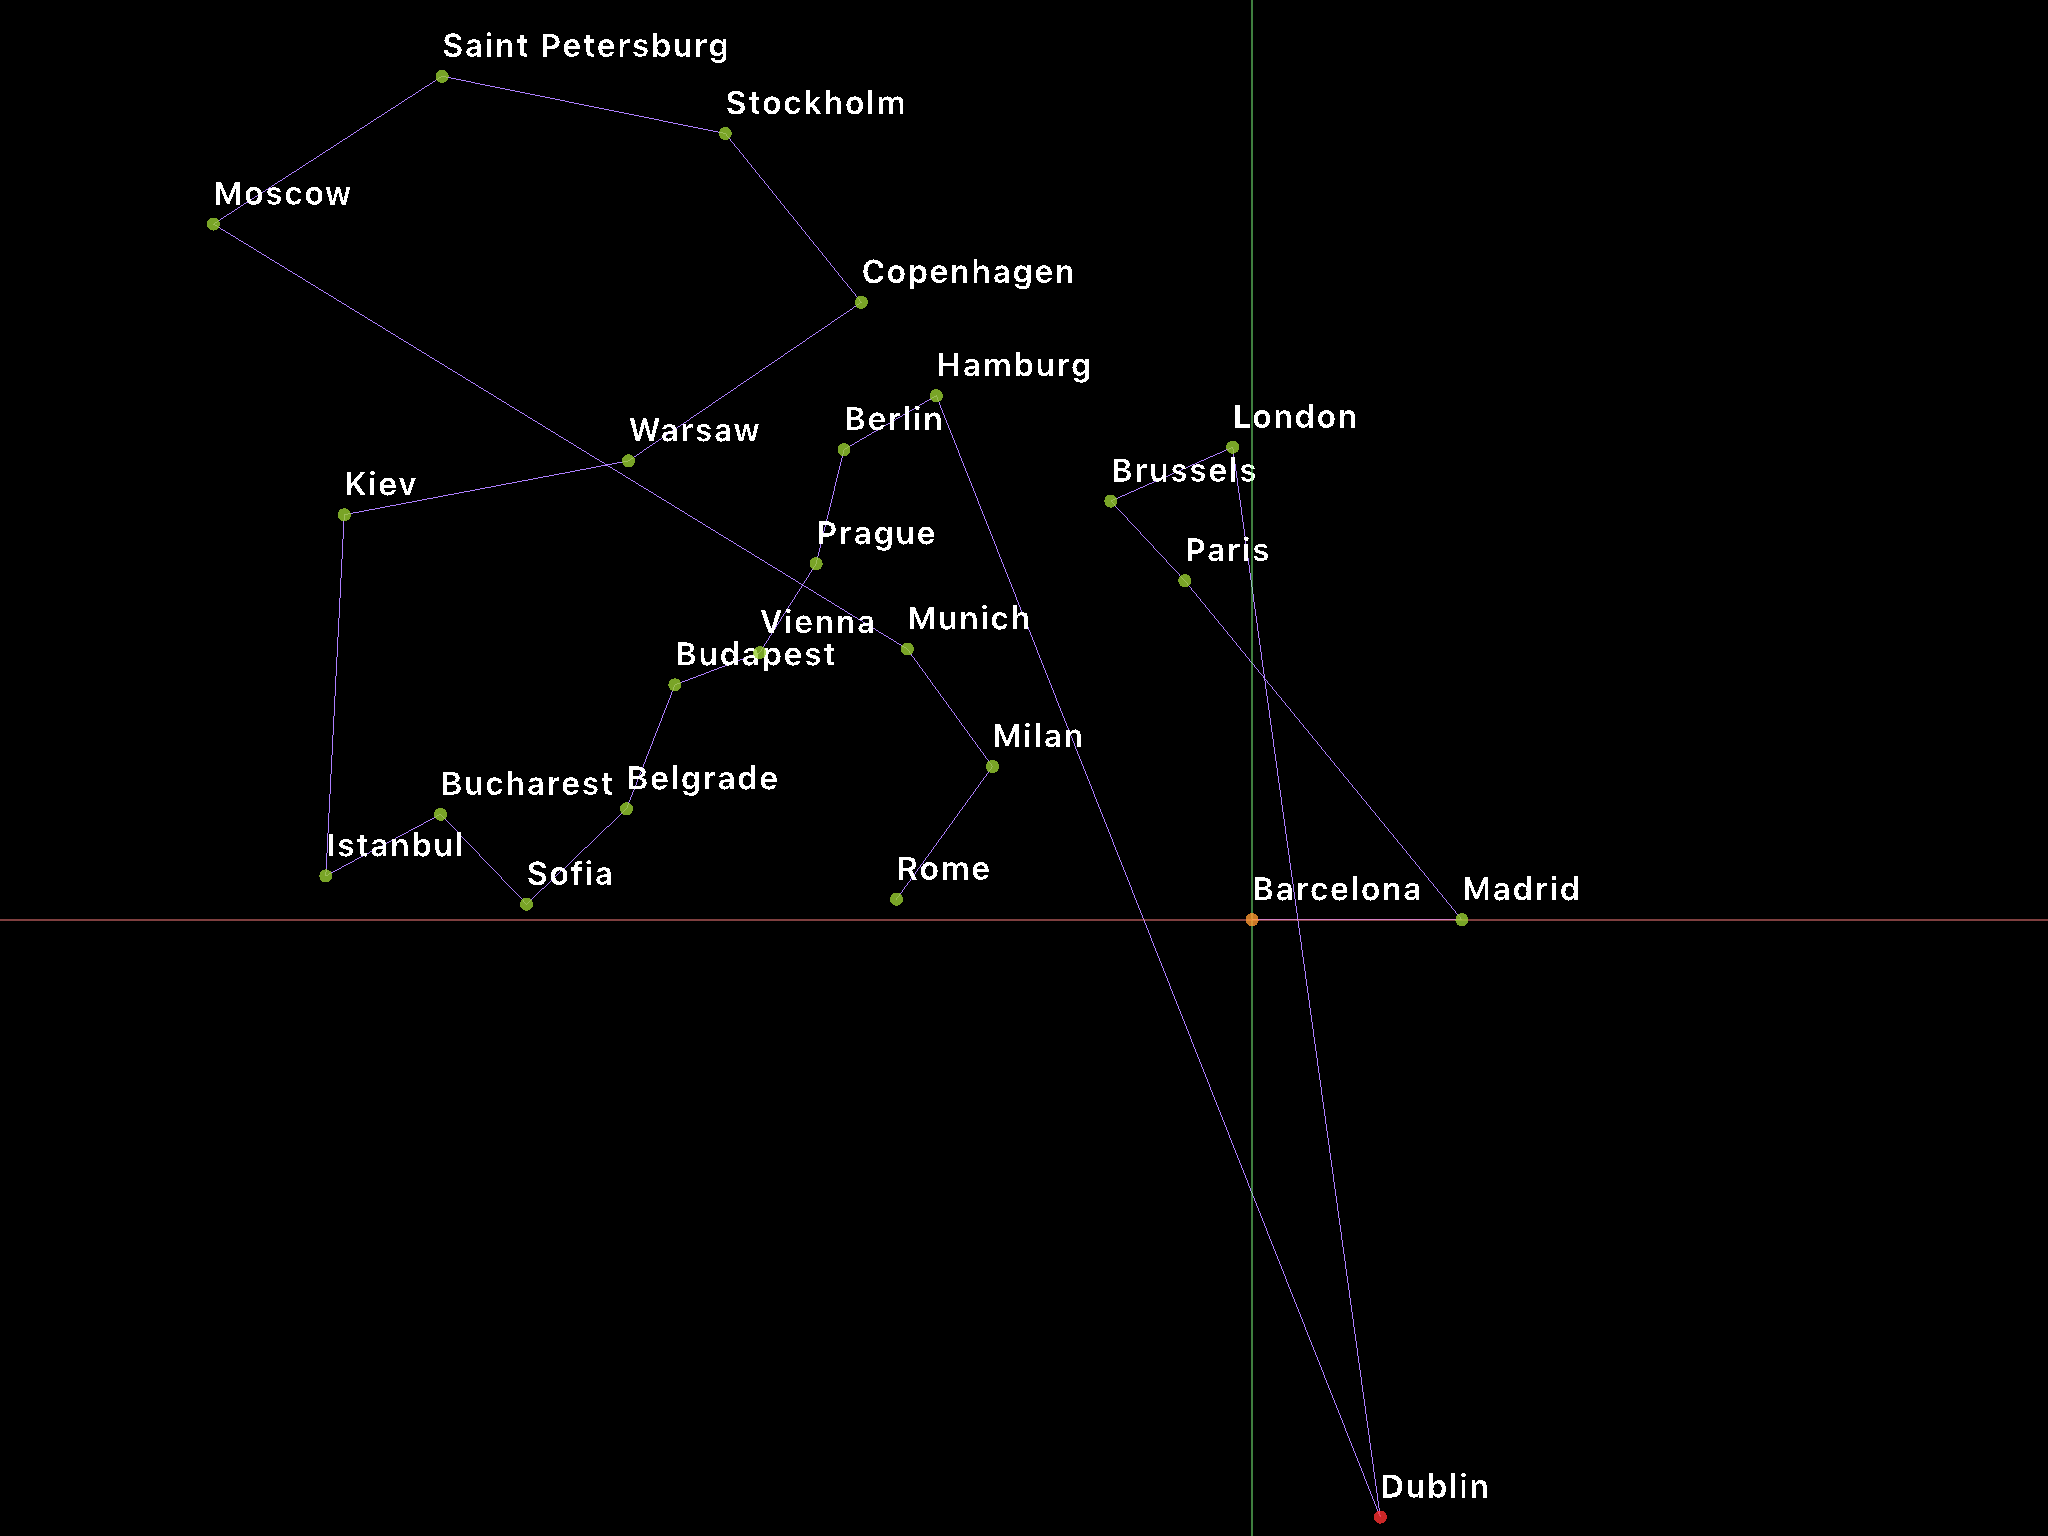 Saint Petersburg
Stockholm
Moscow
Copenhagen
Hamburg
Berlin
London
Warsaw
Brussels
Kiev
Prague
Paris
Vienna
Munich
Budapest
Milan
Bucharest
Belgrade
Istanbul
Sofia
Rome
Barcelona
Madrid
Dublin